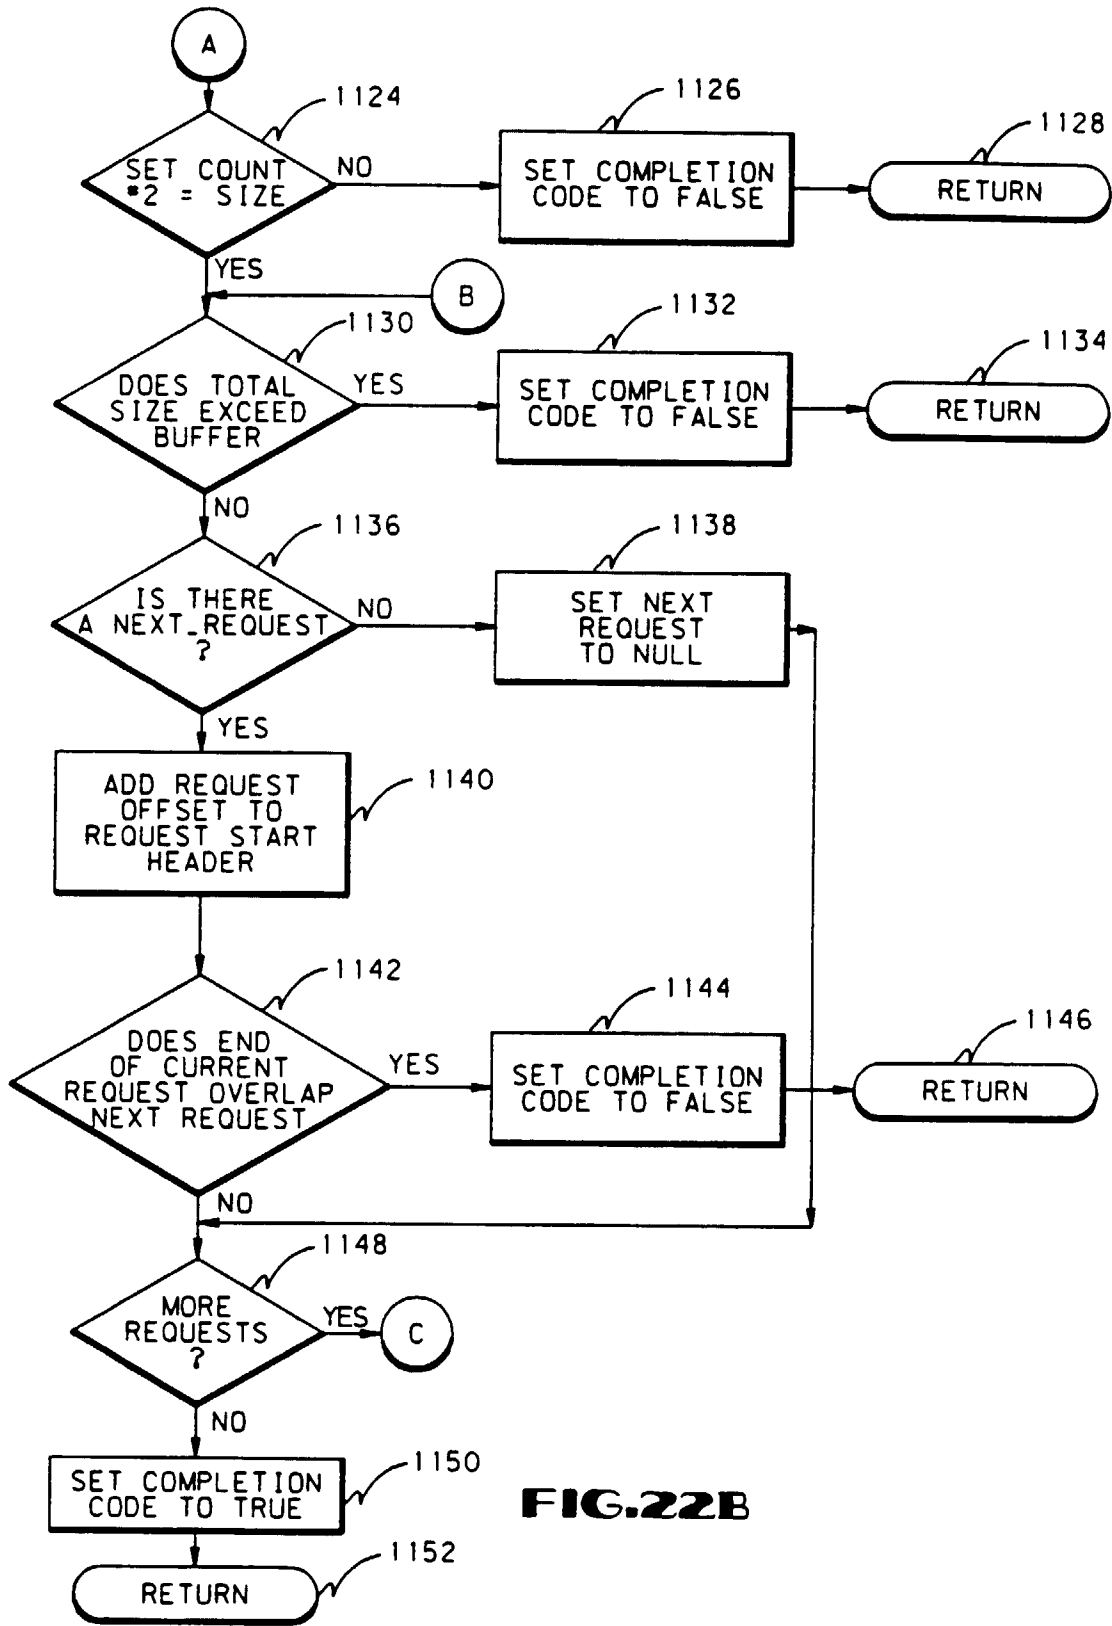 A
1124
SET COUNT
#2 = SIZE
NO
1126
SET COMPLETION
CODE TO FALSE
1128
RETURN
YES
B
1130
DOES TOTAL
SIZE EXCEED
BUFFER
YES
1132
SET COMPLETION
CODE TO FALSE
1134
RETURN
NO
1136
IS THERE
A NEXT_REQUEST
?
NO
1138
SET NEXT
REQUEST
TO NULL
YES
1140
ADD REQUEST
OFFSET TO
REQUEST START
HEADER
1142
DOES END
OF CURRENT
REQUEST OVERLAP
NEXT REQUEST
YES
1144
SET COMPLETION
CODE TO FALSE
1146
RETURN
NO
1148
MORE
REQUESTS
?
YES
C
NO
1150
SET COMPLETION
CODE TO TRUE
1152
RETURN
FIG.22B